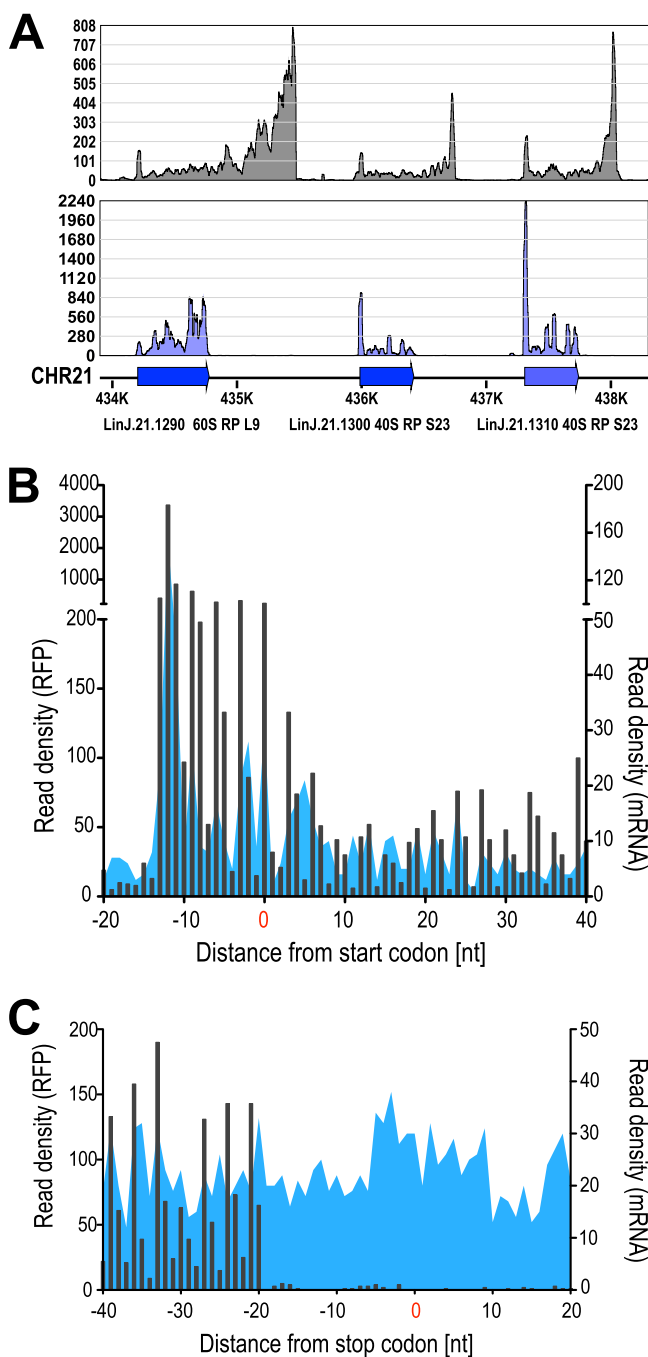 A
808
707
606
505
404
303
202
101
0
2240
1960
1680
1400
1120
840
560
280
0
CHR21
434K 435K 436K 437K 438K
LinJ.21.1290 60S RP L9 LinJ.21.1300 40S RP S23 LinJ.21.1310 40S RP S23
B
4000 200
3000 160
2000
1000 120
200 50
150 40
30
100
20
50
10
0 0
Read density (RFP)
Read density (mRNA)
-20 -10 0 10 20 30 40
Distance from start codon [nt]
C
200 50
150 40
30
100
20
50
10
0 0
Read density (RFP)
Read density (mRNA)
-40 -30 -20 -10 0 10 20
Distance from stop codon [nt]